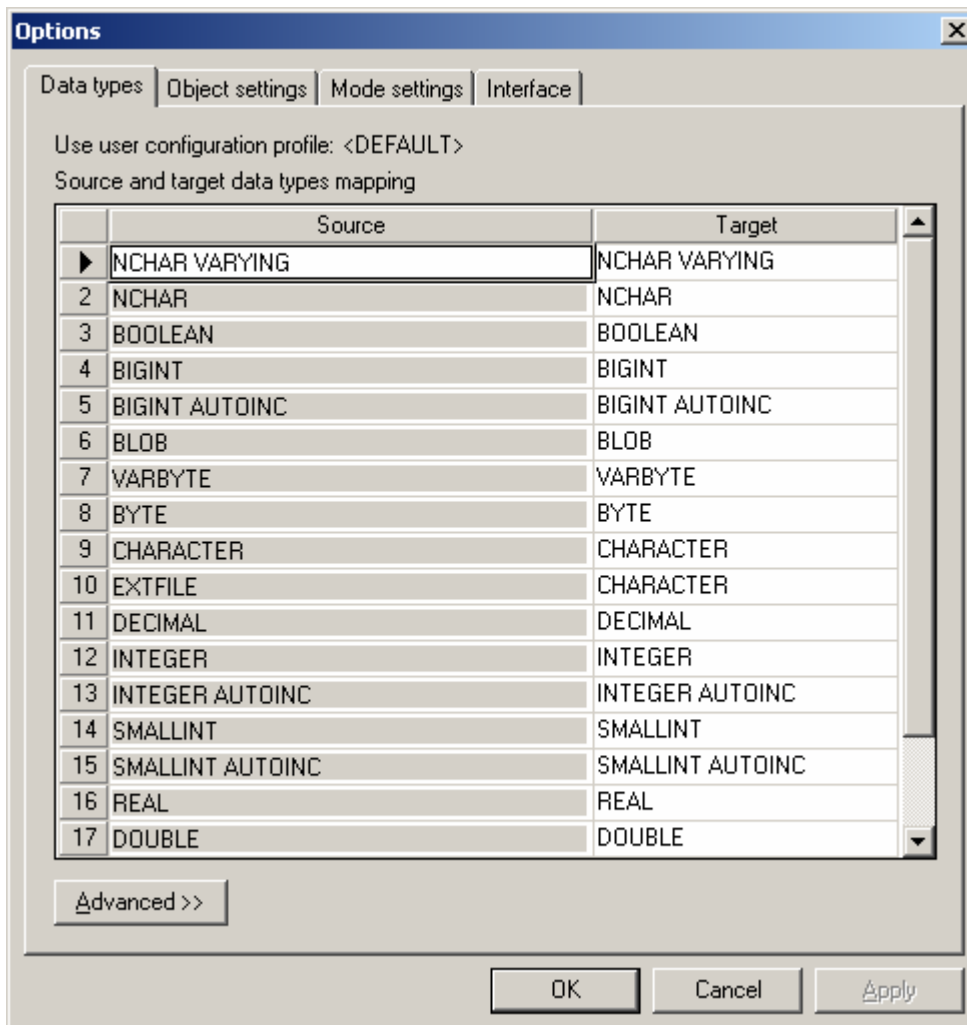 Options
Data types Object settings Mode settings Interface
Use user configuration profile: <DEFAULT>
Source and target data types mapping
Source Target
NCHAR VARYING NCHAR VARYING
2 NCHAR NCHAR
3 BOOLEAN BOOLEAN
4 BIGINT BIGINT
5 BIGINT AUTOINC BIGINT AUTOINC
6 BLOB BLOB
7 VARBYTE VARBYTE
8 BYTE BYTE
9 CHARACTER CHARACTER
10 EXTFILE CHARACTER
11 DECIMAL DECIMAL
12 INTEGER INTEGER
13 INTEGER AUTOINC INTEGER AUTOINC
14 SMALLINT SMALLINT
15 SMALLINT AUTOINC SMALLINT AUTOINC
16 REAL REAL
17 DOUBLE DOUBLE
Advanced >>
OK Cancel Apply